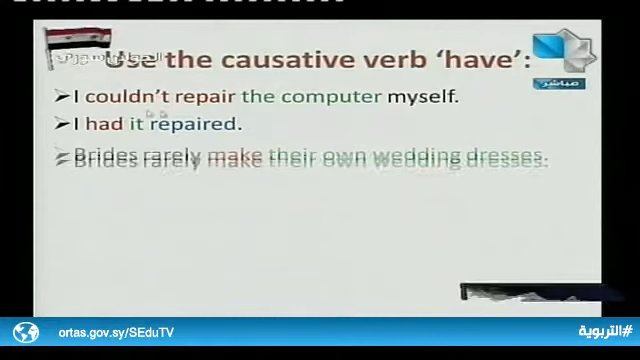 Use the causative verb ‘have’:
مباشر
➢I couldn’t repair the computer myself.
➢I had it repaired.
➢Brides rarely make their own wedding dresses.
ortas.gov.sy/SEduTV
#التربوية